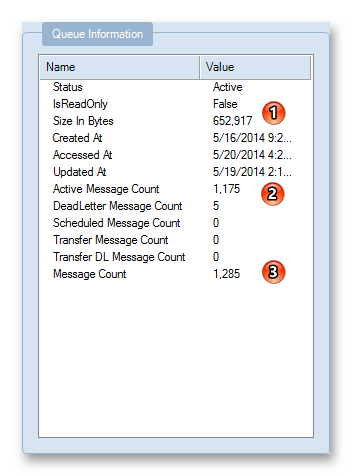 Queue Information
Name Value
Status Active
IsReadOnly False
Size In Bytes 652,917 1
Created At 5/16/2014 9:2...
Accessed At 5/20/2014 4:2...
Updated At 5/19/2014 2:1...
Active Message Count 1,175 2
DeadLetter Message Count 5
Scheduled Message Count 0
Transfer Message Count 0
Transfer DL Message Count 0
Message Count 1,285 3